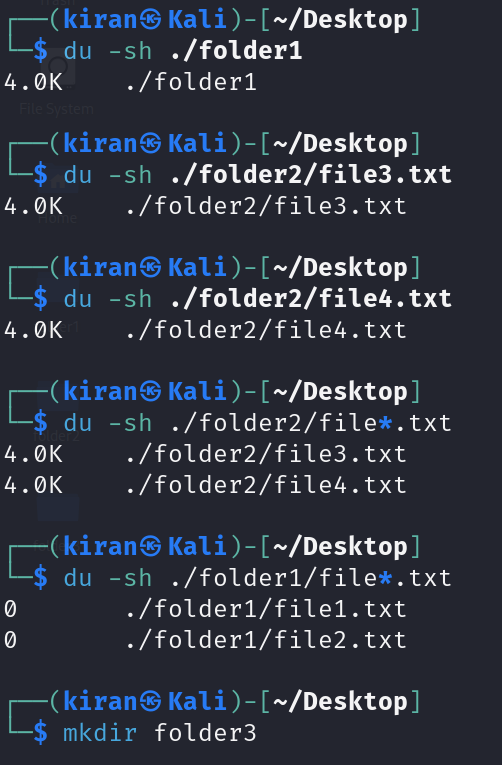 ┌──(kiran㉿Kali)-[~/Desktop]
└─$ du -sh ./folder1
4.0K    ./folder1
File System
┌──(kiran㉿Kali)-[~/Desktop]
└─$ du -sh ./folder2/file3.txt
4.0K    ./folder2/file3.txt
Home
┌──(kiran㉿Kali)-[~/Desktop]
└─$ du -sh ./folder2/file4.txt
4.0K    ./folder2/file4.txt
┌──(kiran㉿Kali)-[~/Desktop]
└─$ du -sh ./folder2/file*.txt
4.0K    ./folder2/file3.txt
4.0K    ./folder2/file4.txt
┌──(kiran㉿Kali)-[~/Desktop]
└─$ du -sh ./folder1/file*.txt
0       ./folder1/file1.txt
0       ./folder1/file2.txt
┌──(kiran㉿Kali)-[~/Desktop]
└─$ mkdir folder3